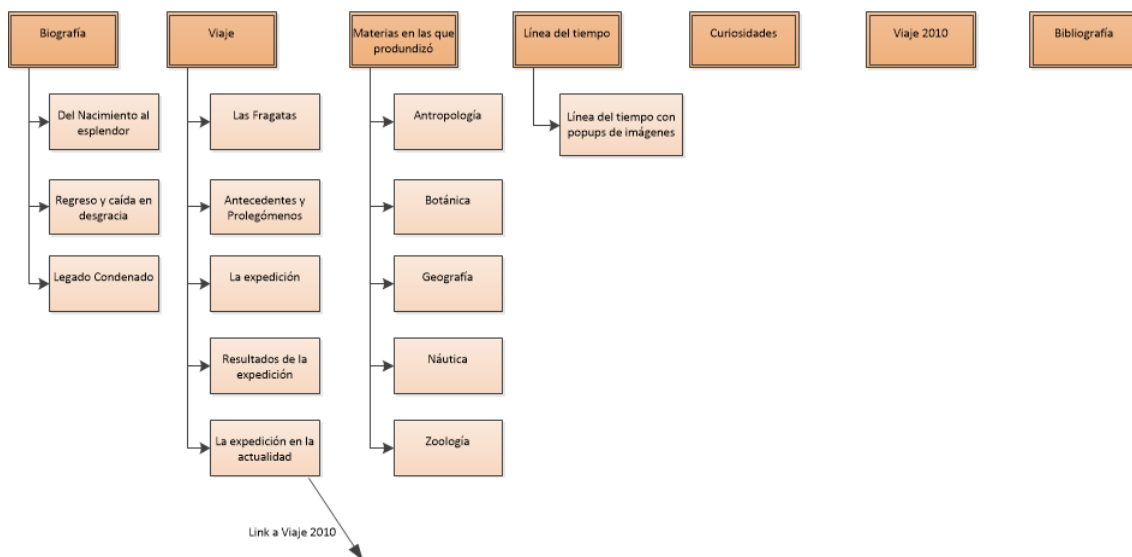 Biografía
Viaje
Materias en las que
produndizó
Línea del tiempo
Curiosidades
Viaje 2010
Bibliografía
Del Nacimiento al
esplendor
Regreso y caída en
desgracia
Legado Condenado
Las Fragatas
Antecedentes y
Prolegómenos
La expedición
Resultados de la
expedición
La expedición en la
actualidad
Link a Viaje 2010
Antropología
Botánica
Geografía
Náutica
Zoología
Línea del tiempo con
popups de imágenes